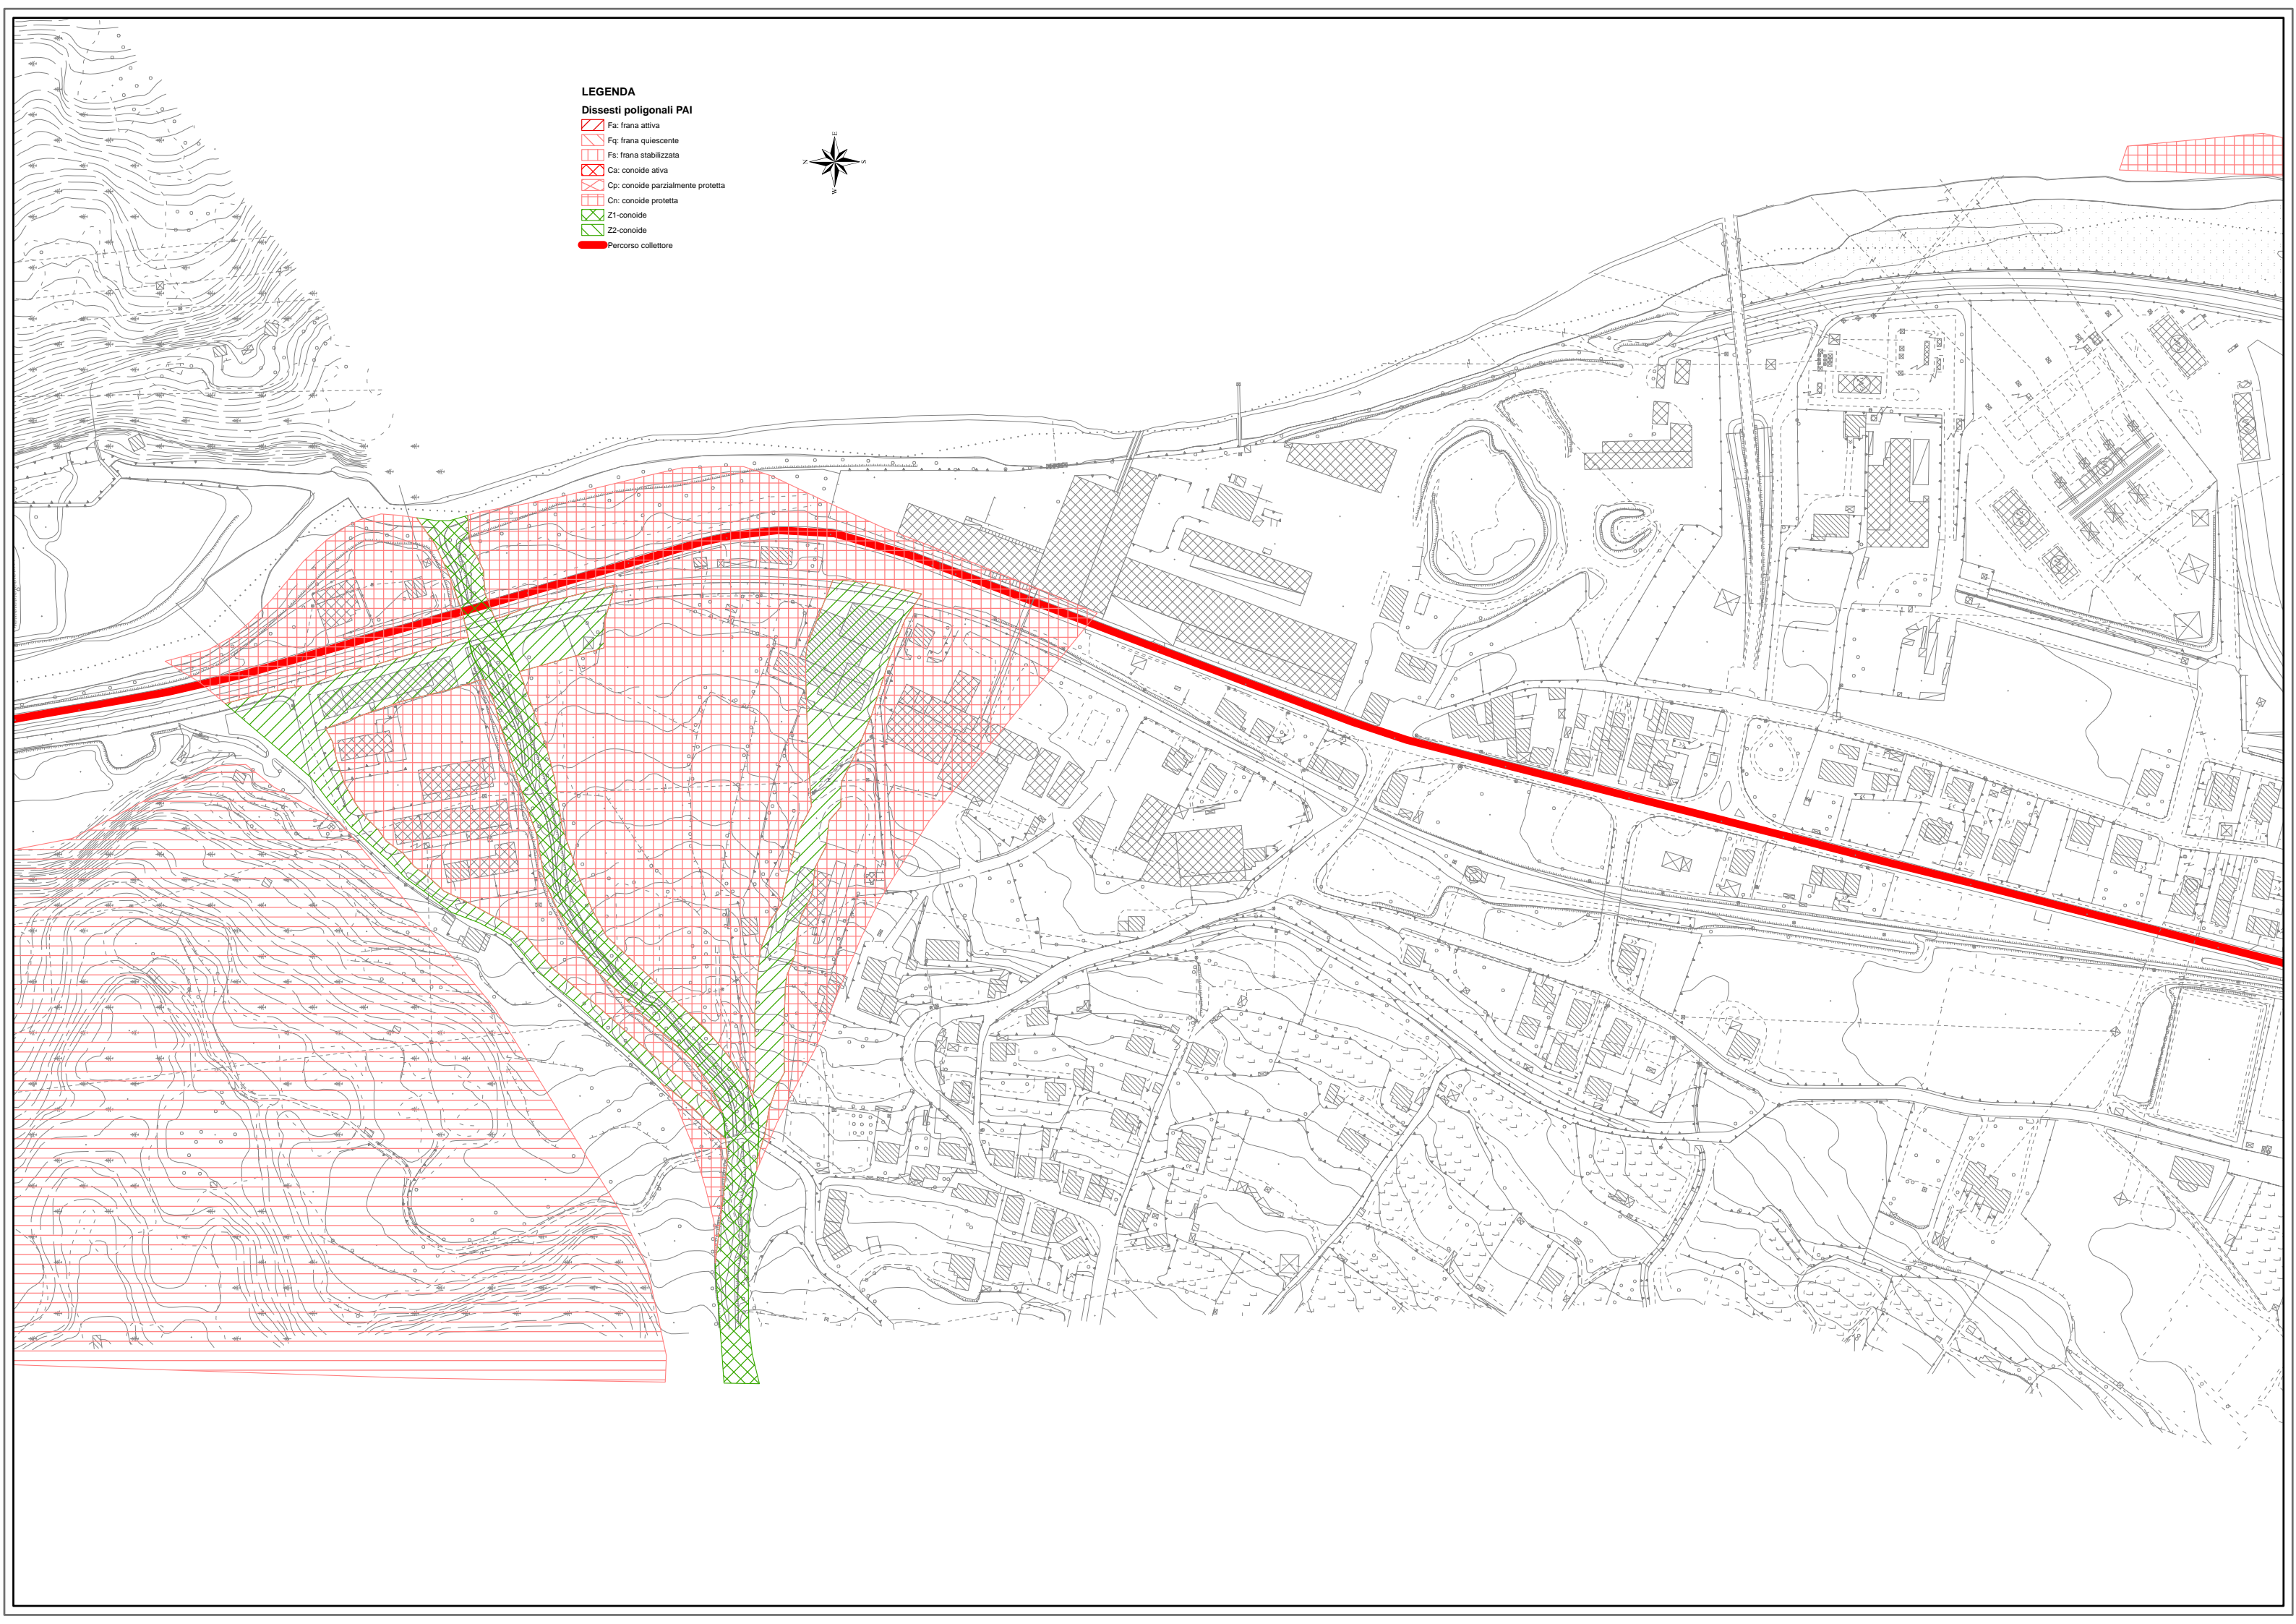 LEGENDA
Dissesti poligonali PAI
Fa: frana attiva
Fq: frana quiescente
Fs: frana stabilizzata
Ca: conoide ativa
Cp: conoide parzialmente protetta
Cn: conoide protetta
Z1-conoide
Z2-conoide
Percorso collettore
E
N
S
W